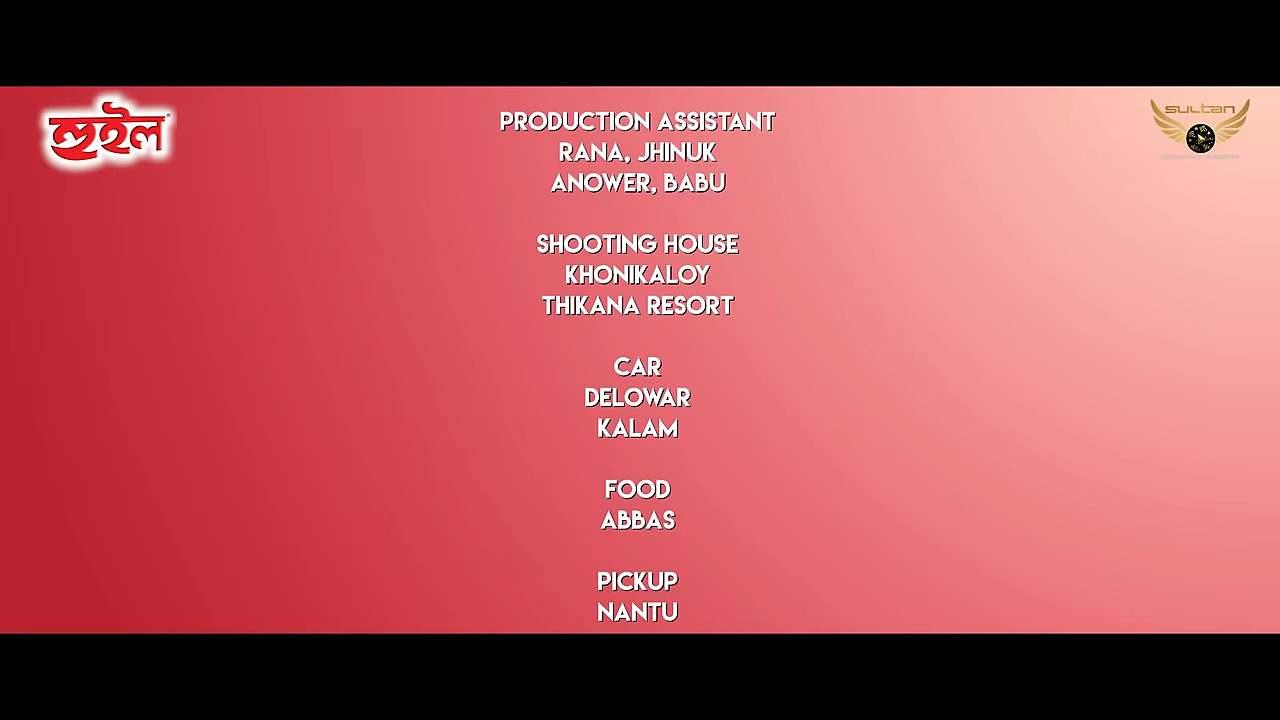 হুইল
sultan
PRODUCTION ASSISTANT
RANA, JHINUK
ANOWER, BABU
SHOOTING HOUSE
KHONIKALOY
THIKANA RESORT
CAR
DELOWAR
KALAM
FOOD
ABBAS
PICKUP
NANTU